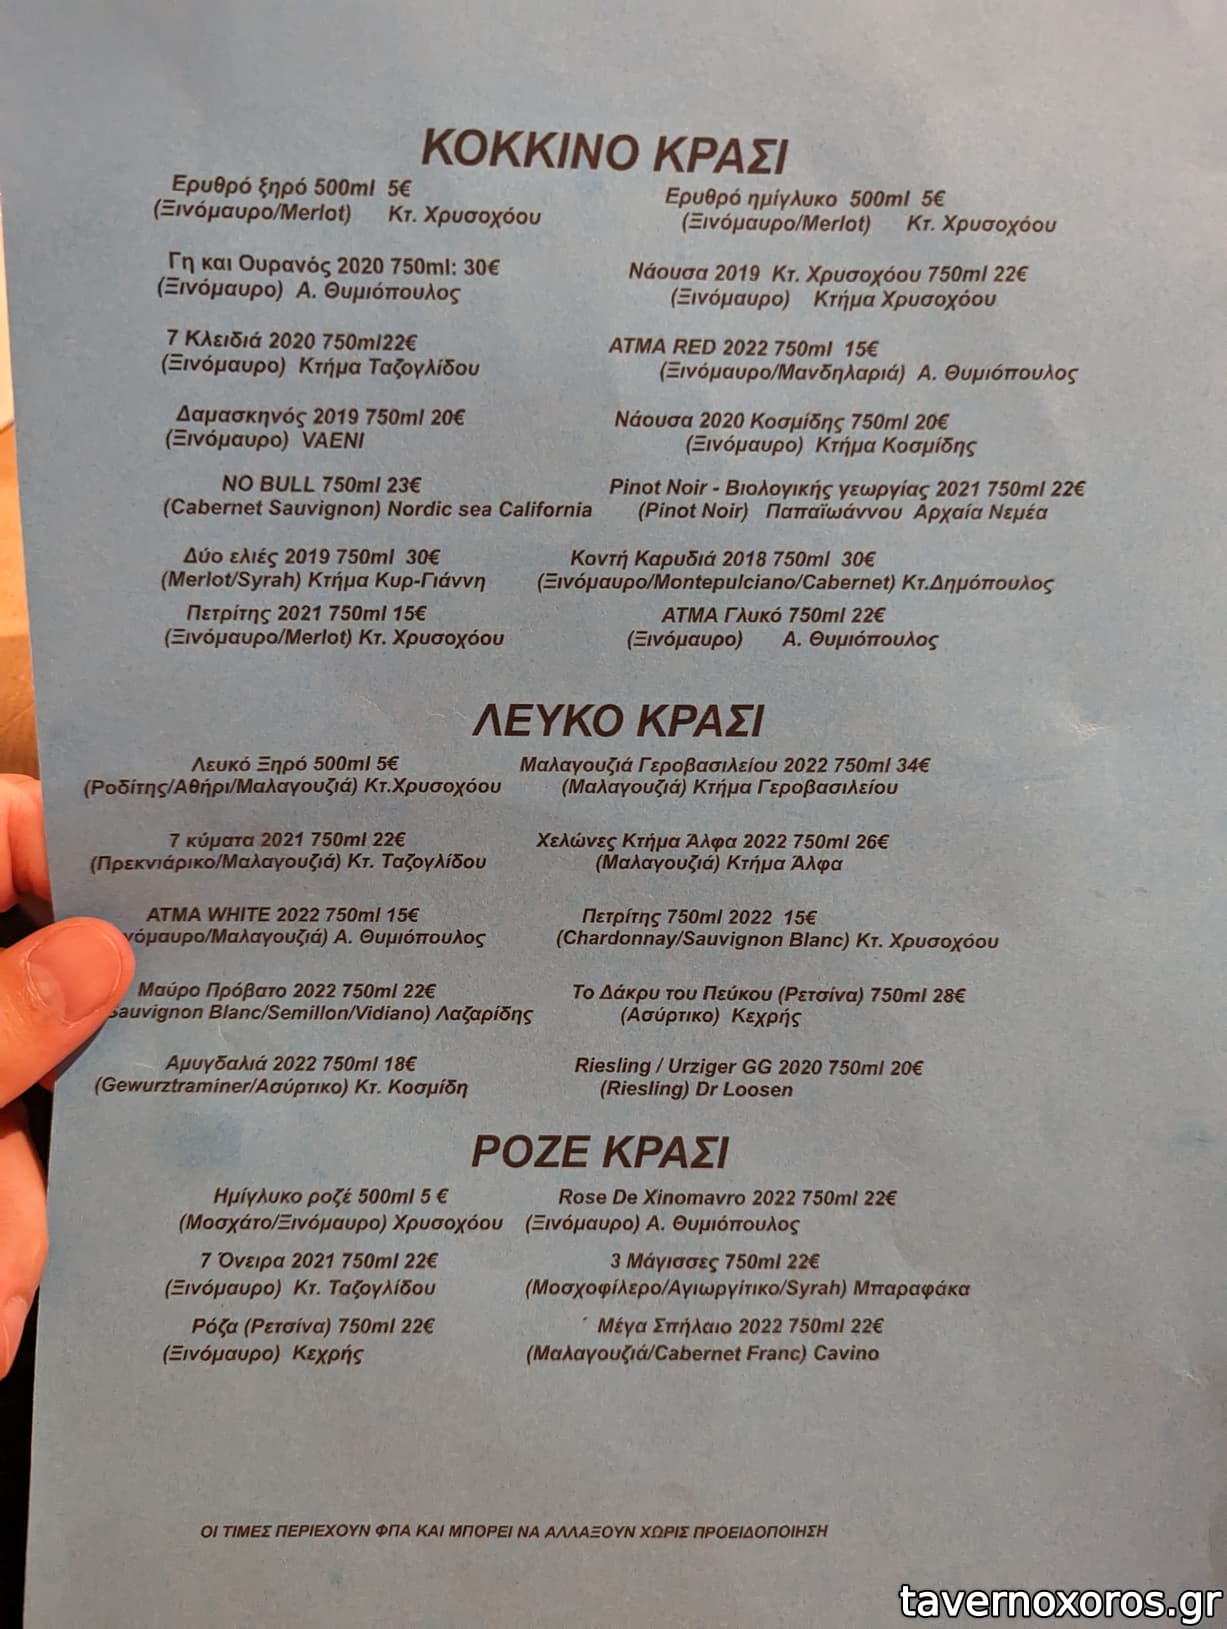 ΚΟΚΚΙΝΟ ΚΡΑΣΙ
Ερυθρό ξηρό 500ml 5€
(Ξινόμαυρο/Merlot) Κτ. Χρυσοχόου
Ερυθρό ημίγλυκο 500ml 5€
(Ξινόμαυρο/Merlot) Κτ. Χρυσοχόου
Γη και Ουρανός 2020 750ml: 30€
(Ξινόμαυρο) Α. Θυμιόπουλος
Νάουσα 2019 Κτ. Χρυσοχόου 750ml 22€
(Ξινόμαυρο) Κτήμα Χρυσοχόου
7 Κλειδιά 2020 750ml22€
(Ξινόμαυρο) Κτήμα Ταζογλίδου
ATMA RED 2022 750ml 15€
(Ξινόμαυρο/Μανδηλαριά) Α. Θυμιόπουλος
Δαμασκηνός 2019 750ml 20€
(Ξινόμαυρο) VAENI
Νάουσα 2020 Κοσμίδης 750ml 20€
(Ξινόμαυρο) Κτήμα Κοσμίδης
NO BULL 750ml 23€
(Cabernet Sauvignon) Nordic sea California
Pinot Noir - Βιολογικής γεωργίας 2021 750ml 22€
(Pinot Noir) Παπαϊωάννου Αρχαία Νεμέα
Δύο ελιές 2019 750ml 30€
(Merlot/Syrah) Κτήμα Κυρ-Γιάννη
Κοντή Καρυδιά 2018 750ml 30€
(Ξινόμαυρο/Montepulciano/Cabernet) Κτ.Δημόπουλος
Πετρίτης 2021 750ml 15€
(Ξινόμαυρο/Merlot) Κτ. Χρυσοχόου
ΑΤΜΑ Γλυκό 750ml 22€
(Ξινόμαυρο) Α. Θυμιόπουλος
ΛΕΥΚΟ ΚΡΑΣΙ
Λευκό Ξηρό 500ml 5€
(Ροδίτης/Αθήρι/Μαλαγουζιά) Κτ.Χρυσοχόου
Μαλαγουζιά Γεροβασιλείου 2022 750ml 34€
(Μαλαγουζιά) Κτήμα Γεροβασιλείου
7 κύματα 2021 750ml 22€
(Πρεκνιάρικο/Μαλαγουζιά) Κτ. Ταζογλίδου
Χελώνες Κτήμα Άλφα 2022 750ml 26€
(Μαλαγουζιά) Κτήμα Άλφα
ATMA WHITE 2022 750ml 15€
νόμαυρο/Μαλαγουζιά) Α. Θυμιόπουλος
Πετρίτης 750ml 2022 15€
(Chardonnay/Sauvignon Blanc) Κτ. Χρυσοχόου
Μαύρο Πρόβατο 2022 750ml 22€
Sauvignon Blanc/Semillon/Vidiano) Λαζαρίδης
Το Δάκρυ του Πεύκου (Ρετσίνα) 750ml 28€
(Ασύρτικο) Κεχρής
Αμυγδαλιά 2022 750ml 18€
(Gewurztraminer/Ασύρτικο) Κτ. Κοσμίδη
Riesling / Urziger GG 2020 750ml 20€
(Riesling) Dr Loosen
ΡΟΖΕ ΚΡΑΣΙ
Ημίγλυκο ροζέ 500ml 5 €
(Μοσχάτο/Ξινόμαυρο) Χρυσοχόου
Rose De Xinomavro 2022 750ml 22€
(Ξινόμαυρο) Α. Θυμιόπουλος
7 Όνειρα 2021 750ml 22€
(Ξινόμαυρο) Κτ. Ταζογλίδου
3 Μάγισσες 750ml 22€
(Μοσχοφίλερο/Αγιωργίτικο/Syrah) Μπαραφάκα
Ρόζα (Ρετσίνα) 750ml 22€
(Ξινόμαυρο) Κεχρής
΄ Μέγα Σπήλαιο 2022 750ml 22€
(Μαλαγουζιά/Cabernet Franc) Cavino
ΟΙ ΤΙΜΕΣ ΠΕΡΙΕΧΟΥΝ ΦΠΑ ΚΑΙ ΜΠΟΡΕΙ ΝΑ ΑΛΛΑΞΟΥΝ ΧΩΡΙΣ ΠΡΟΕΙΔΟΠΟΙΗΣΗ
tavernoxoros.gr